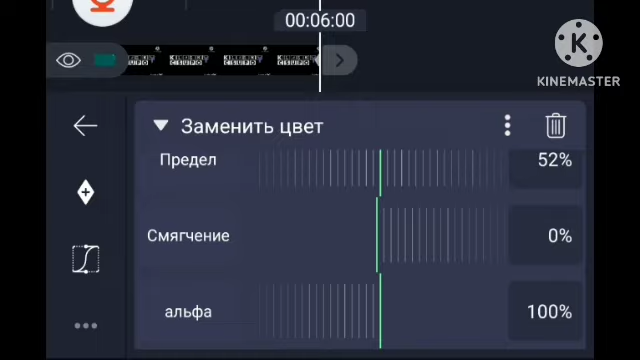 00:06:00
KINEMASTER
Заменить цвет
Предел 52%
Смягчение 0%
альфа 100%